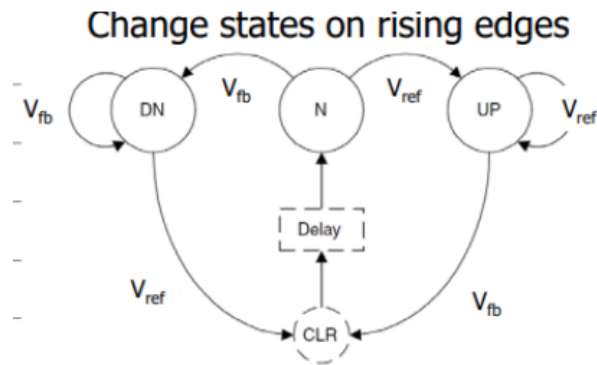 Change states on rising edges
V_fb DN V_fb N V_ref UP V_ref
Delay
V_ref V_fb
CLR